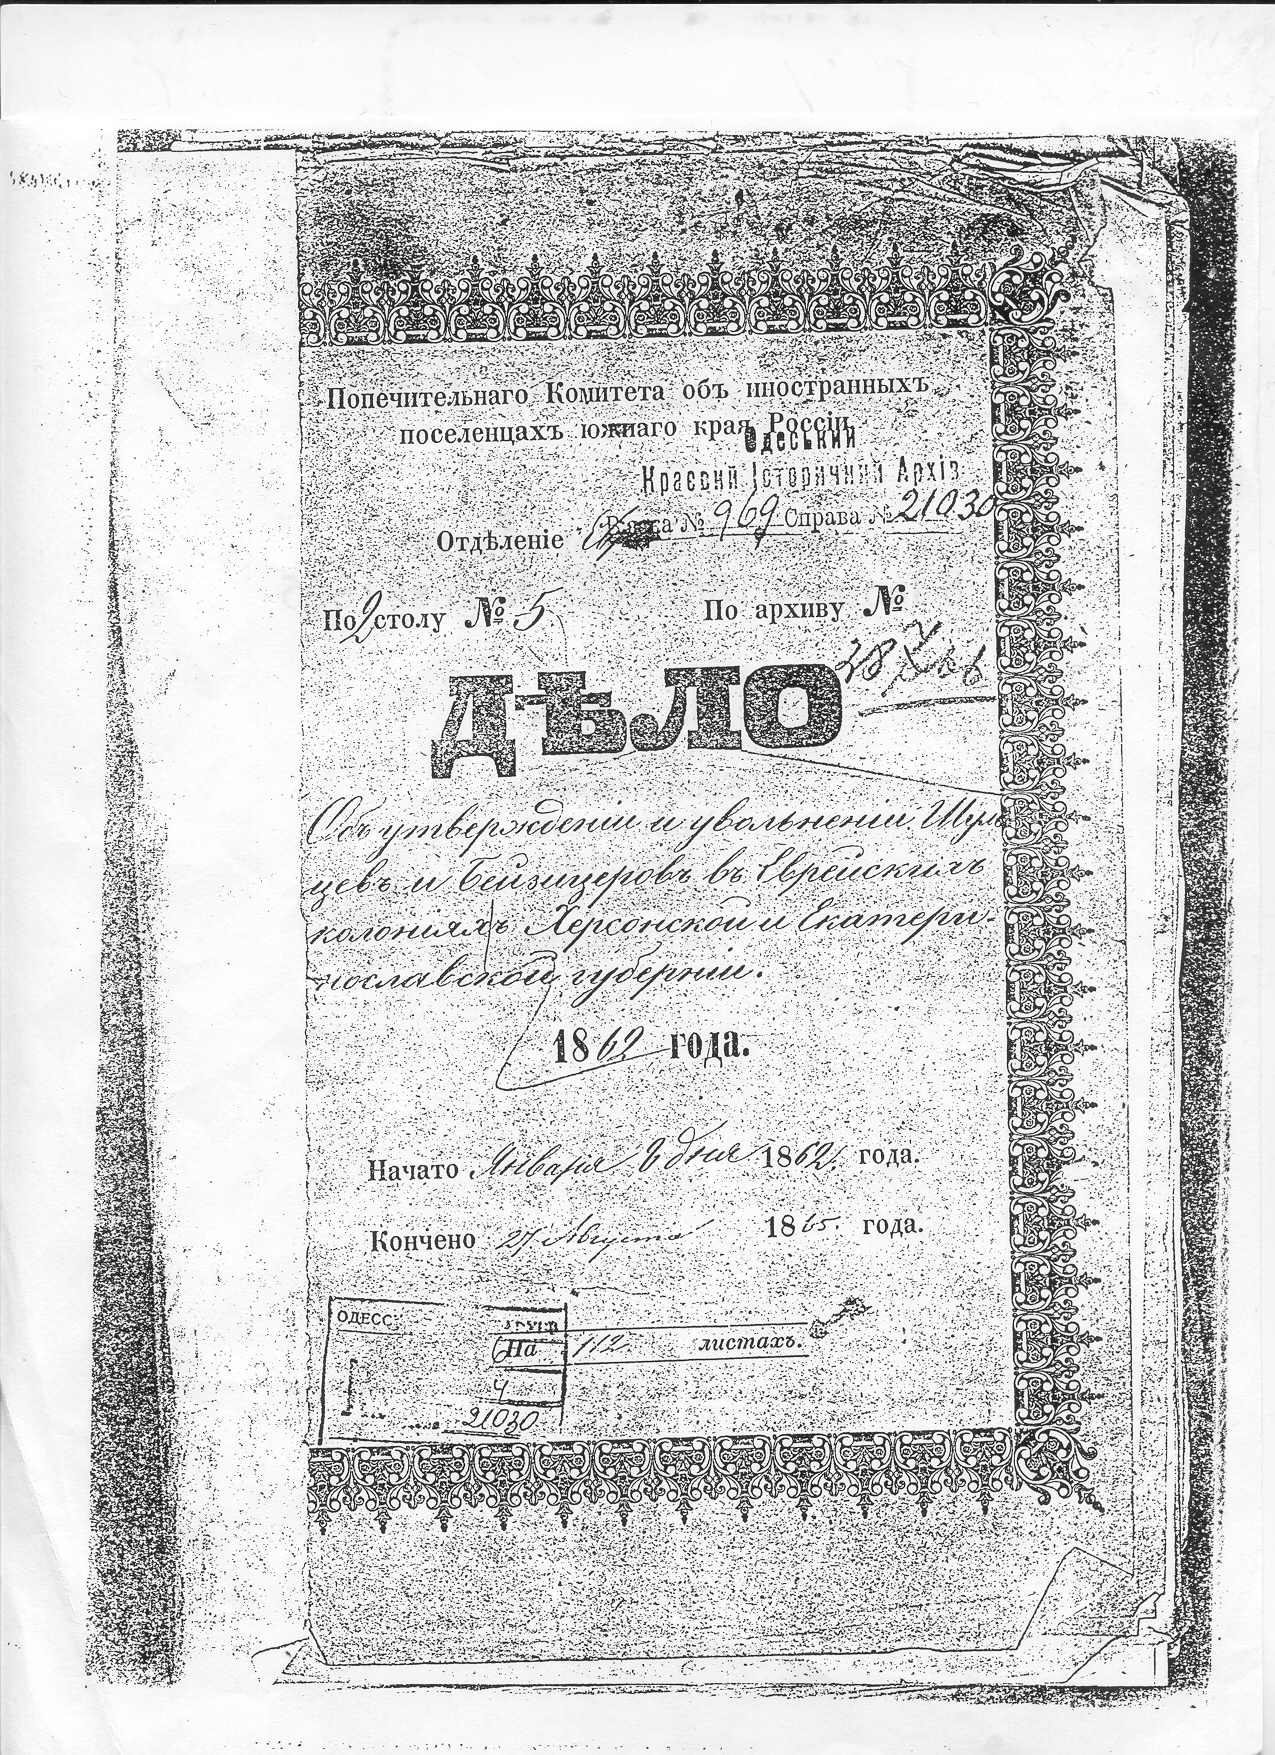 Попечительнаго Комитета объ иностранныхъ
поселенцахъ южнаго края Россіи
Одеський
Краєвий Історичний Архів
Вязка № 969 Справа № 21030
Отдѣленіе
По 2 столу № 5. По архиву №
ДѢЛО
Объ утвержденіи и увольненіи Шуль
цевъ и Бейзицеровъ въ Еврейскихъ
колоніяхъ Херсонской и Екатери-
нославской губерніи.
1862 года.
Начато Января 8 дня 1862 года.
Кончено 27 Августа 1865. года.
ОДЕСС
На 112 листахъ.
4
21030